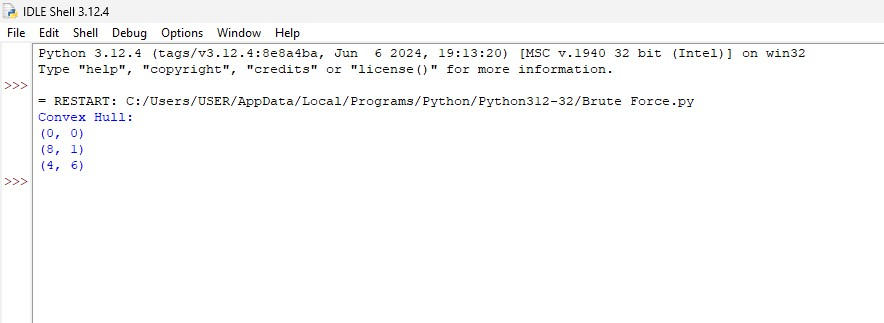 IDLE Shell 3.12.4
File Edit Shell Debug Options Window Help
Python 3.12.4 (tags/v3.12.4:8e8a4ba, Jun  6 2024, 19:13:20) [MSC v.1940 32 bit (Intel)] on win32
Type "help", "copyright", "credits" or "license()" for more information.
>>>
= RESTART: C:/Users/USER/AppData/Local/Programs/Python/Python312-32/Brute Force.py
Convex Hull:
(0, 0)
(8, 1)
(4, 6)
>>>